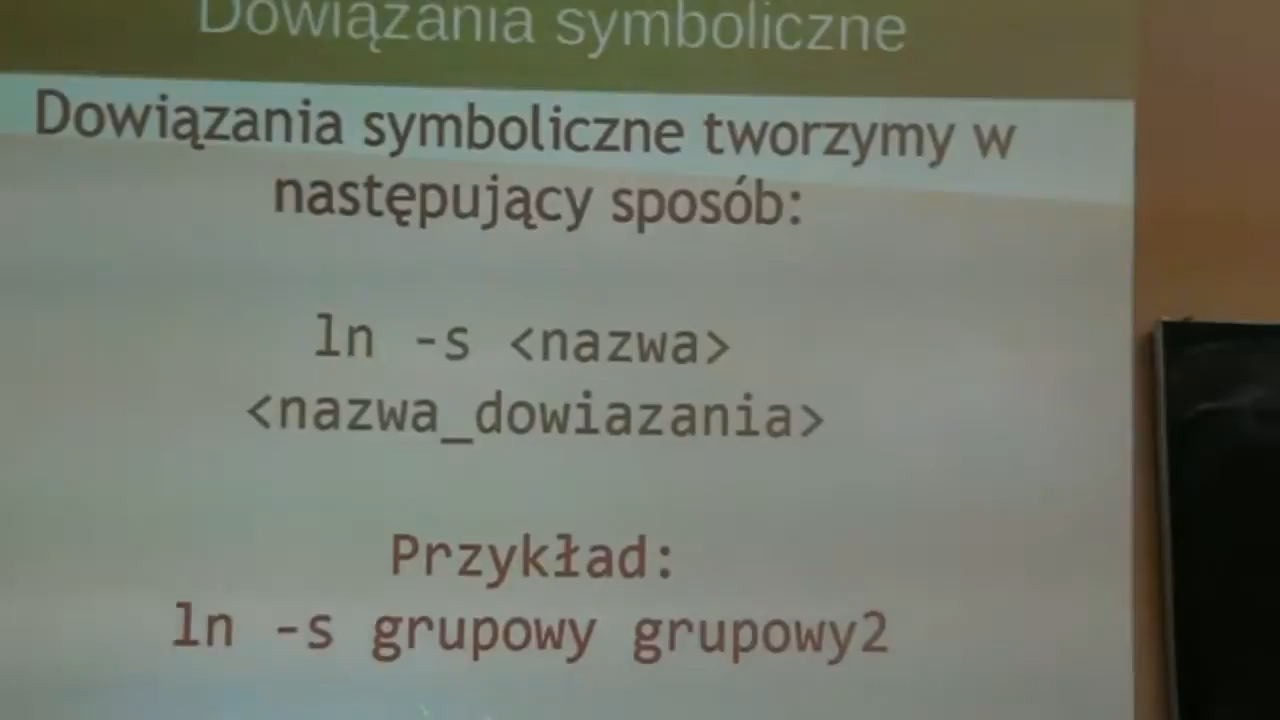 Dowiązania symboliczne
Dowiązania symboliczne tworzymy w
następujący sposób:
ln -s <nazwa>
<nazwa_dowiazania>
Przykład:
ln -s grupowy grupowy2